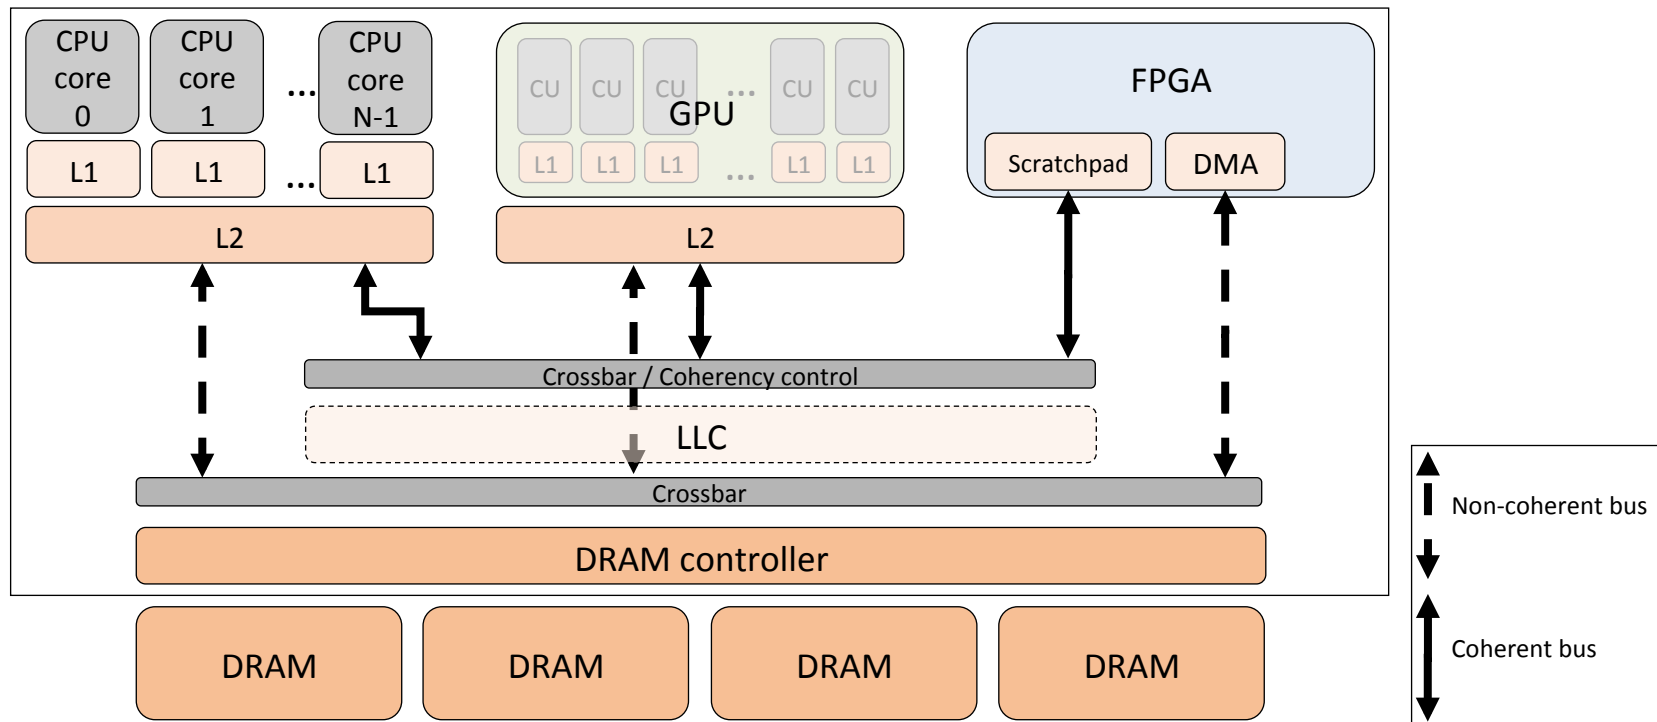 CPU
core
0
CPU
core
1
...
CPU
core
N-1
L1
L1
...
L1
L2
CU
CU
CU
...
CU
CU
GPU
L1
L1
L1
...
L1
L1
L2
FPGA
Scratchpad
DMA
Crossbar / Coherency control
LLC
Crossbar
DRAM controller
DRAM
DRAM
DRAM
DRAM
Non-coherent bus
Coherent bus